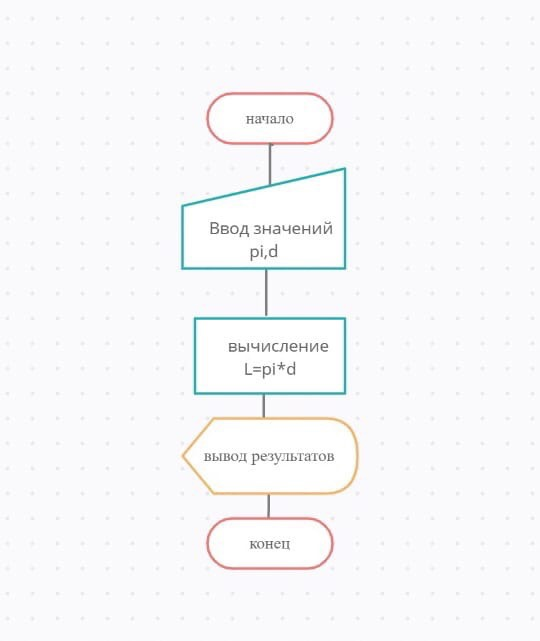 начало
Ввод значений
pi,d
вычисление
L=pi*d
вывод результатов
конец